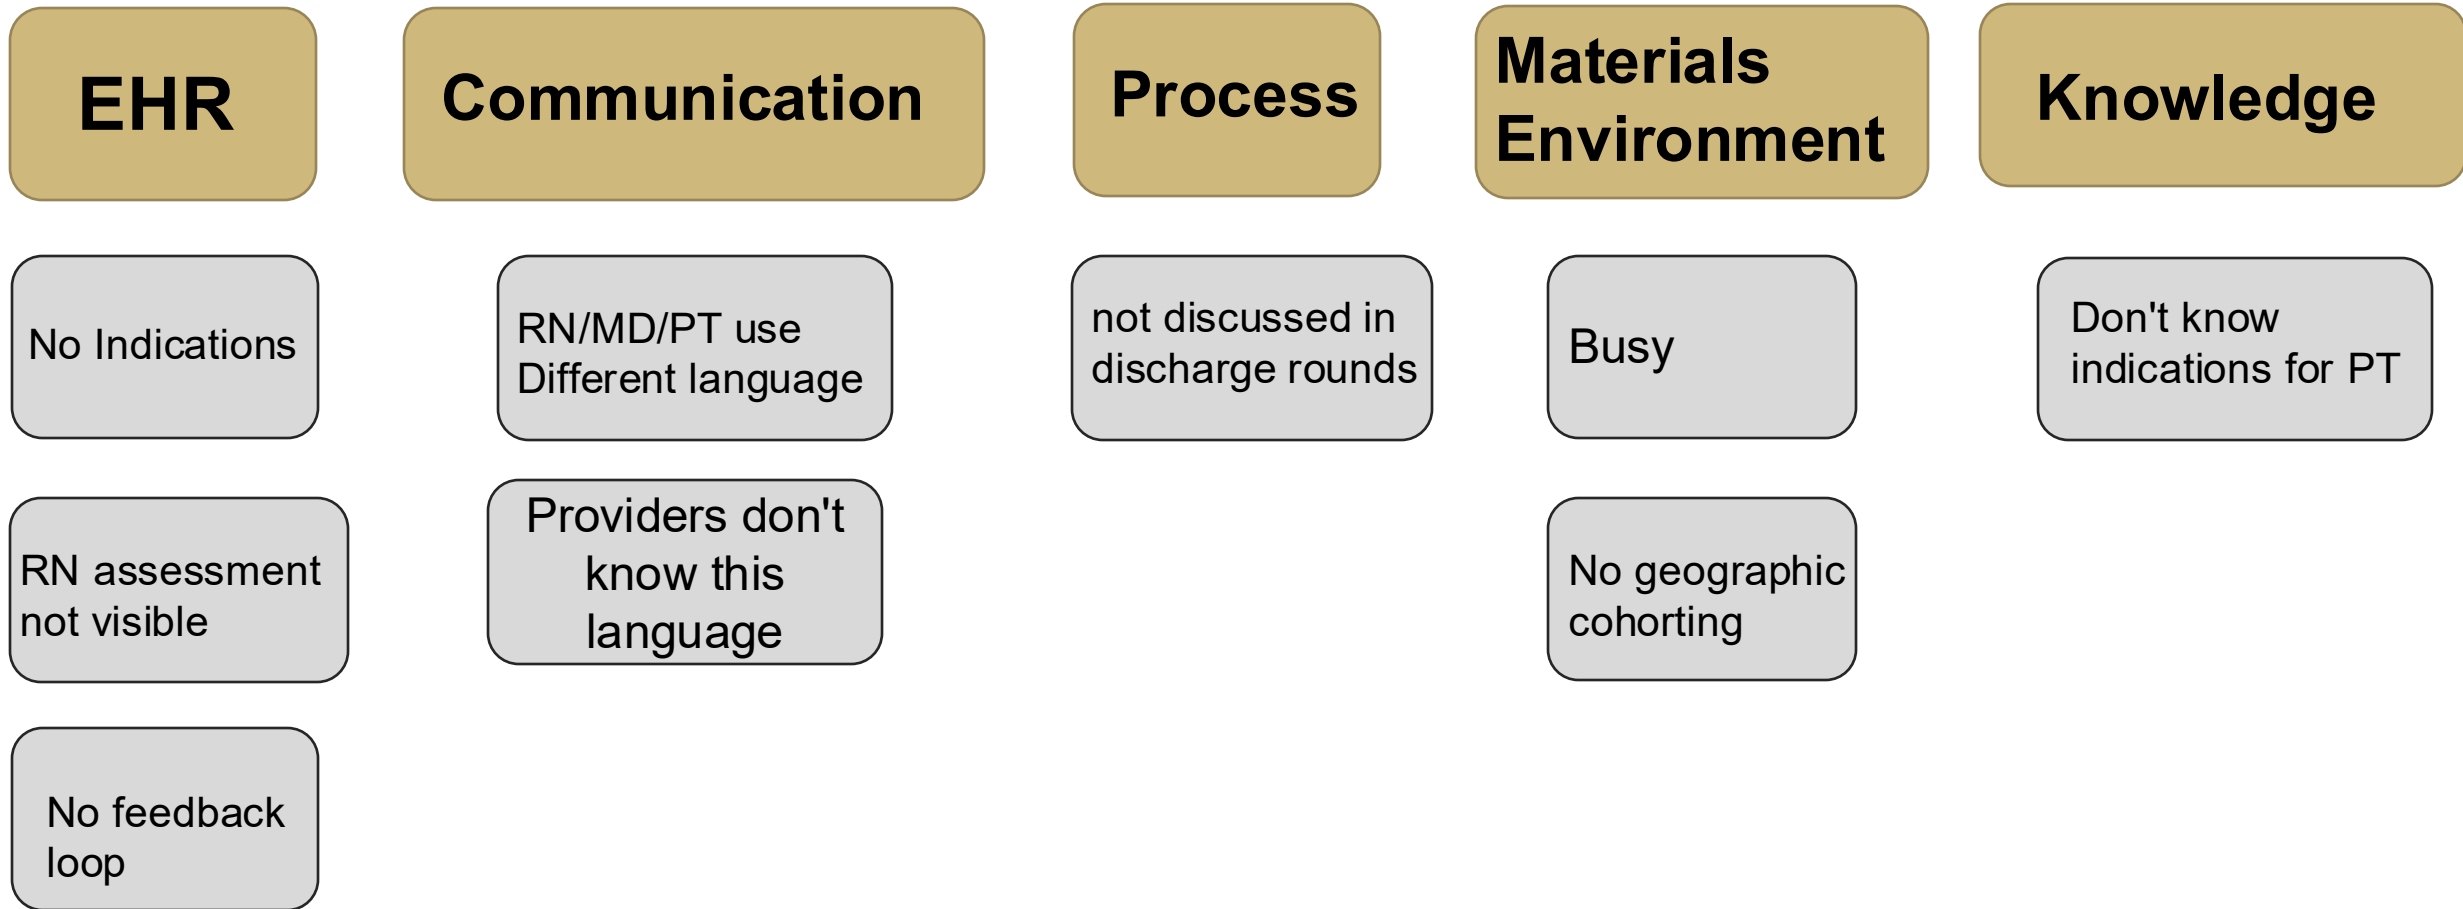 EHR
Communication
Process
Materials
Environment
Knowledge
No Indications
RN/MD/PT use
Different language
not discussed in
discharge rounds
Busy
Don't know
indications for PT
RN assessment
not visible
Providers don't
know this
language
No geographic
cohorting
No feedback
loop